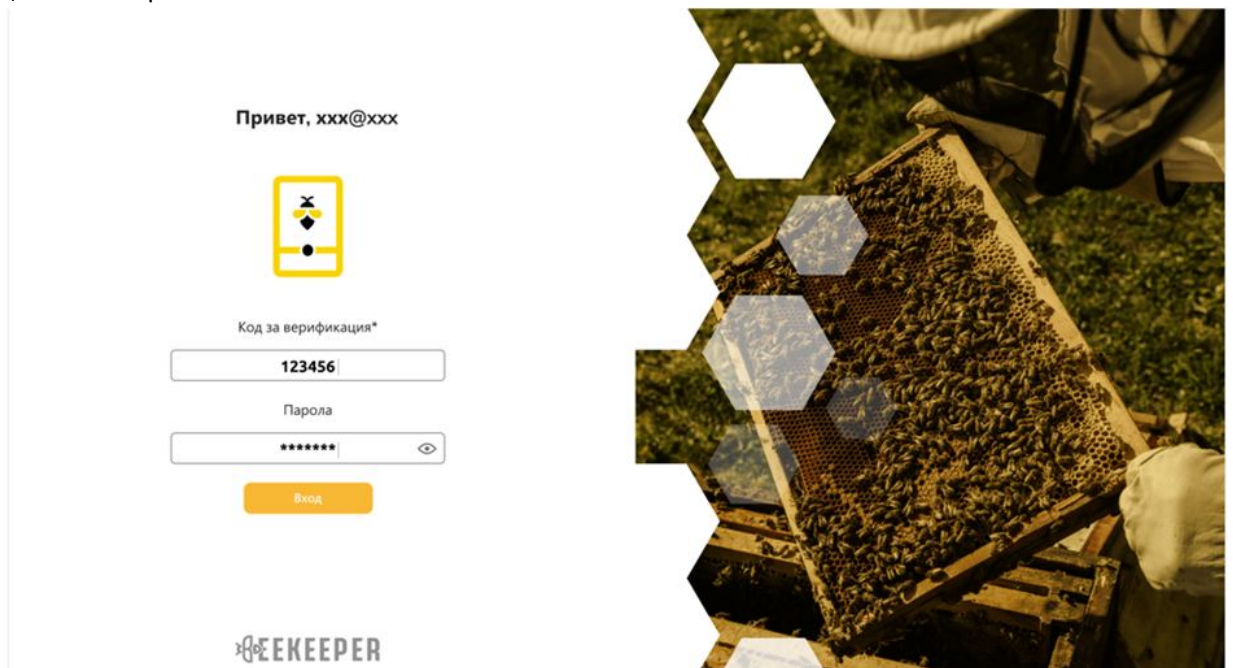 Привет, xxx@xxx
Код за верификация*
123456
Парола
*******
Вход
BEEKEEPER